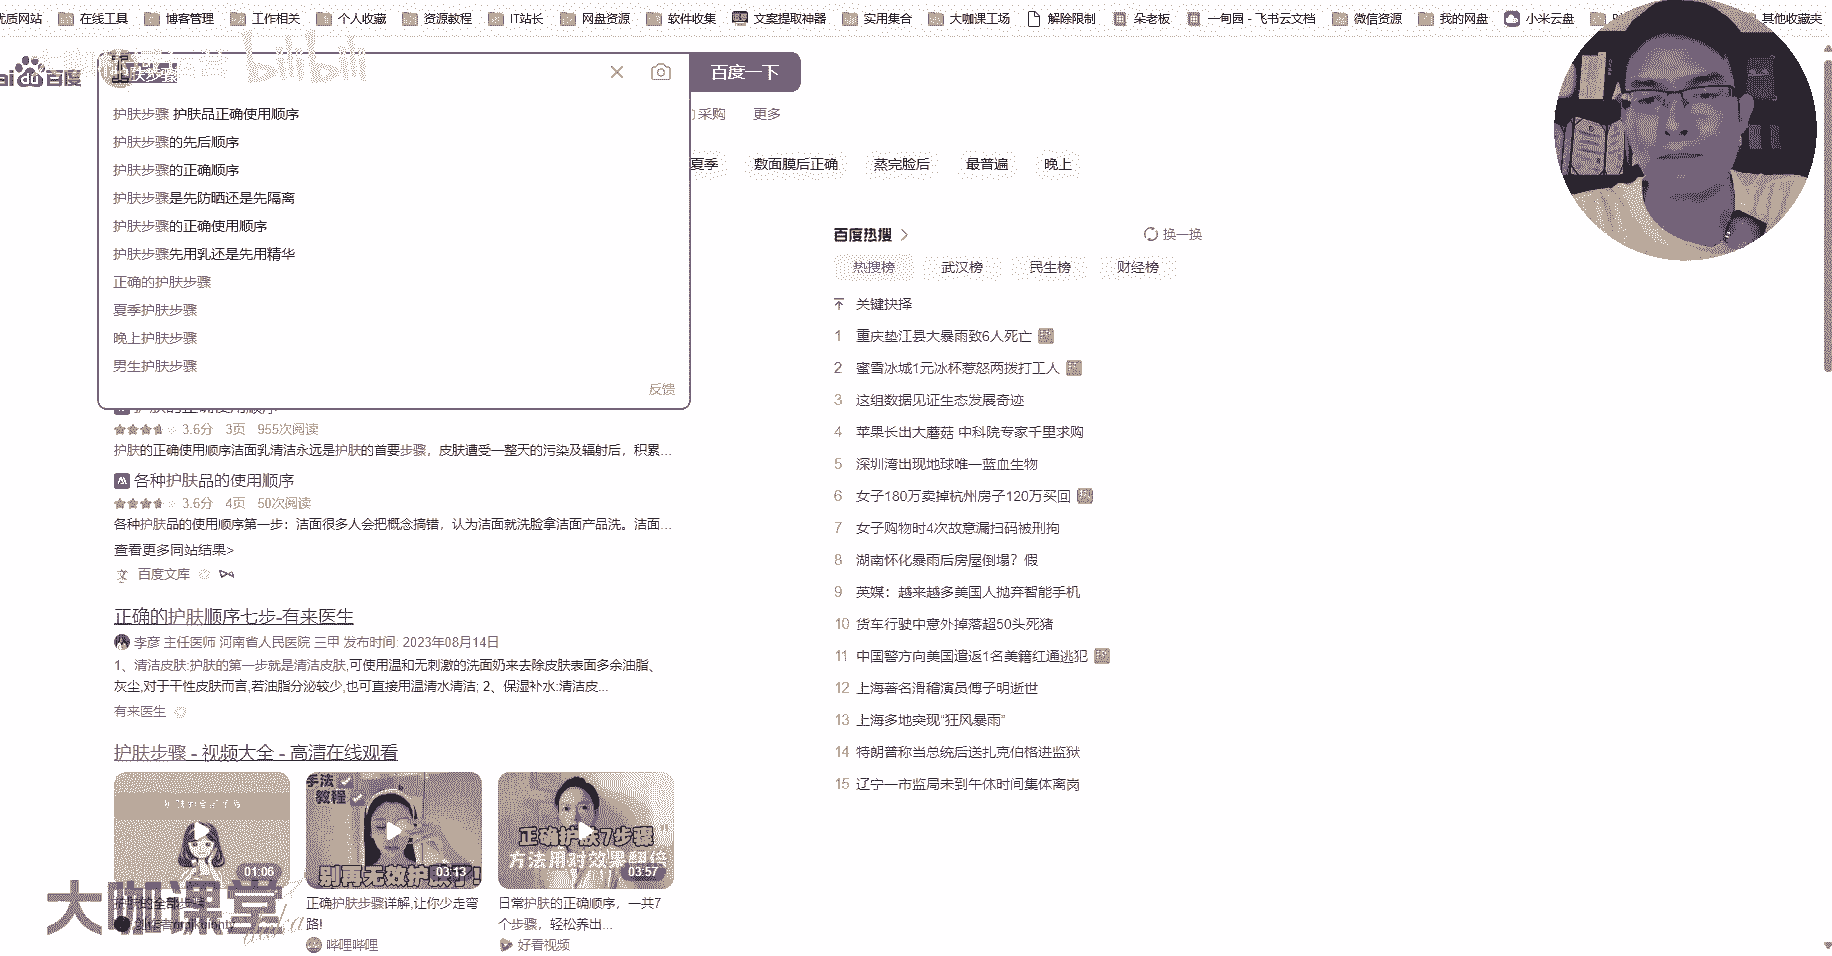 优质网站 在线工具 博客管理 工作相关 个人收藏 资源教程 IT站长 网盘资源 软件收集 文案提取神器 实用集合 大咖课工场 解除限制 朵老板 一甸园 - 飞书云文档 微信资源 我的网盘 小米云盘 其他收藏夹
bilibili
du 百度
肤步骤
百度一下
护肤步骤 护肤品正确使用顺序
采购 更多
护肤步骤的先后顺序
夏季 敷面膜后正确 蒸完脸后 最普遍 晚上
护肤步骤的正确顺序
护肤步骤是先防晒还是先隔离
护肤步骤的正确使用顺序
护肤步骤先用乳还是先用精华
正确的护肤步骤
夏季护肤步骤
晚上护肤步骤
男生护肤步骤
反馈
护肤的正确使用顺序
3.6分 3页 955次阅读
护肤的正确使用顺序洁面乳清洁永远是护肤的首要步骤，皮肤遭受一整天的污染及辐射后，积累...
各种护肤品的使用顺序
3.6分 4页 50次阅读
各种护肤品的使用顺序第一步：洁面很多人会把概念搞错，认为洁面就洗脸拿洁面产品洗。洁面...
查看更多同站结果>
百度文库
正确的护肤顺序七步-有来医生
李彦 主任医师 河南省人民医院 三甲 发布时间: 2023年08月14日
1、清洁皮肤:护肤的第一步就是清洁皮肤,可使用温和无刺激的洗面奶来去除皮肤表面多余油脂、
灰尘,对于干性皮肤而言,若油脂分泌较少,也可直接用温清水清洁; 2、保湿补水:清洁皮...
有来医生
护肤步骤 - 视频大全 - 高清在线观看
01:06
手法
教程
别再无效护肤了!
03:13
正确护肤7步骤
方法用对效果翻倍
03:57
护肤的全部步骤
正确护肤步骤详解,让你少走弯
路!
哔哩哔哩
日常护肤的正确顺序，一共7
个步骤，轻松养出...
好看视频
大咖课堂
百度热搜
换一换
热搜榜 武汉榜 民生榜 财经榜
关键抉择
1 重庆垫江县大暴雨致6人死亡
2 蜜雪冰城1元冰杯惹怒两拨打工人
3 这组数据见证生态发展奇迹
4 苹果长出大蘑菇 中科院专家千里求购
5 深圳湾出现地球唯一蓝血生物
6 女子180万卖掉杭州房子120万买回
7 女子购物时4次故意漏扫码被刑拘
8 湖南怀化暴雨后房屋倒塌？假
9 英媒：越来越多美国人抛弃智能手机
10 货车行驶中意外掉落超50头死猪
11 中国警方向美国遣返1名美籍红通逃犯
12 上海著名滑稽演员傅子明逝世
13 上海多地突现“狂风暴雨”
14 特朗普称当总统后送扎克伯格进监狱
15 辽宁一市监局未到午休时间集体离岗